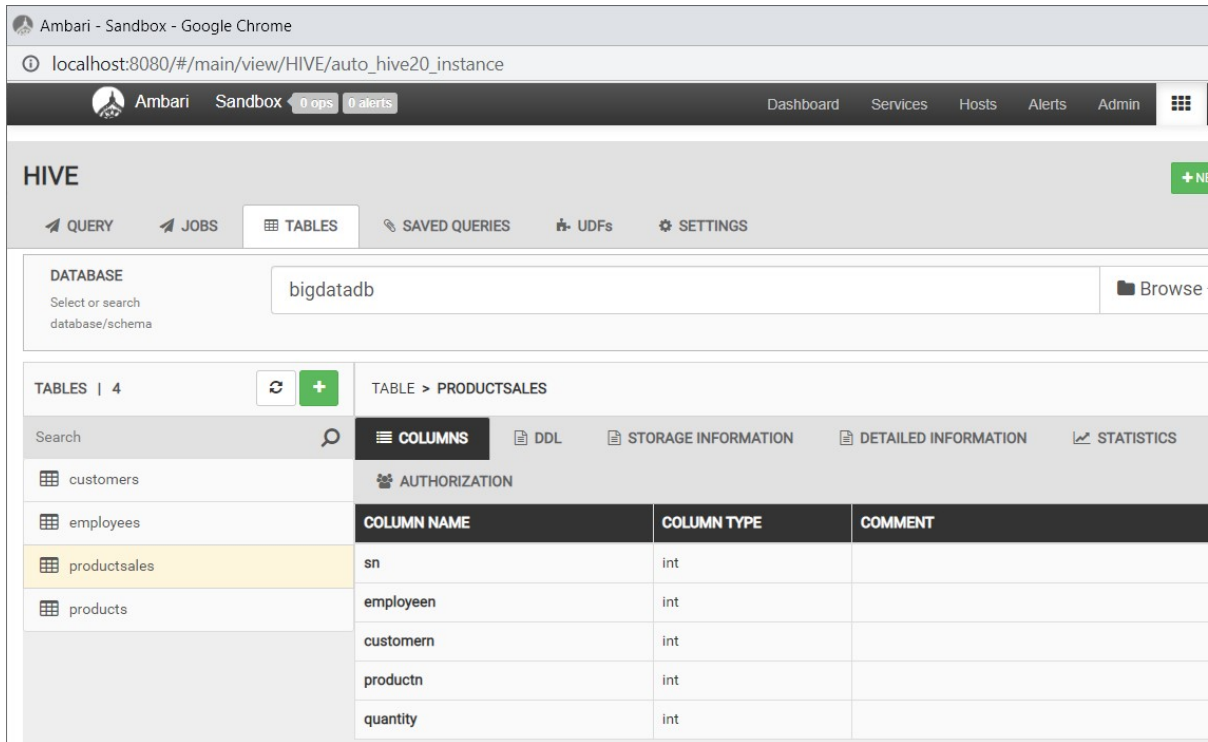 Ambari - Sandbox - Google Chrome
localhost:8080/#/main/view/HIVE/auto_hive20_instance
Ambari Sandbox 0 ops 0 alerts Dashboard Services Hosts Alerts Admin
HIVE
+ NE
QUERY JOBS TABLES SAVED QUERIES UDFs SETTINGS
DATABASE
Select or search
database/schema
bigdatadb
Browse
TABLES | 4
TABLE > PRODUCTSALES
Search
COLUMNS DDL STORAGE INFORMATION DETAILED INFORMATION STATISTICS
AUTHORIZATION
customers
employees
productsales
products
COLUMN NAME COLUMN TYPE COMMENT
sn int
employeen int
customern int
productn int
quantity int